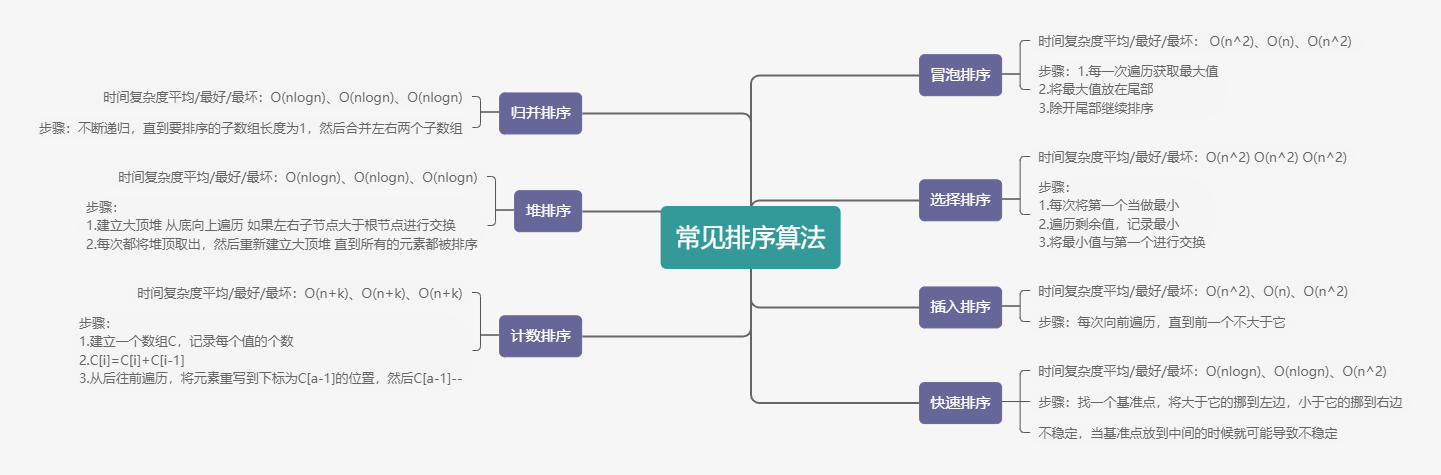 常见排序算法
冒泡排序
时间复杂度平均/最好/最坏： O(n^2)、O(n)、O(n^2)
步骤：1.每一次遍历获取最大值
2.将最大值放在尾部
3.除开尾部继续排序
选择排序
时间复杂度平均/最好/最坏：O(n^2) O(n^2) O(n^2)
步骤：
1.每次将第一个当做最小
2.遍历剩余值，记录最小
3.将最小值与第一个进行交换
插入排序
时间复杂度平均/最好/最坏：O(n^2)、O(n)、O(n^2)
步骤：每次向前遍历，直到前一个不大于它
快速排序
时间复杂度平均/最好/最坏：O(nlogn)、O(nlogn)、O(n^2)
步骤：找一个基准点，将大于它的挪到左边，小于它的挪到右边
不稳定，当基准点放到中间的时候就可能导致不稳定
归并排序
时间复杂度平均/最好/最坏：O(nlogn)、O(nlogn)、O(nlogn)
步骤：不断递归，直到要排序的子数组长度为1，然后合并左右两个子数组
堆排序
时间复杂度平均/最好/最坏：O(nlogn)、O(nlogn)、O(nlogn)
步骤：
1.建立大顶堆 从底向上遍历 如果左右子节点大于根节点进行交换
2.每次都将堆顶取出，然后重新建立大顶堆 直到所有的元素都被排序
计数排序
时间复杂度平均/最好/最坏：O(n+k)、O(n+k)、O(n+k)
步骤：
1.建立一个数组C，记录每个值的个数
2.C[i]=C[i]+C[i-1]
3.从后往前遍历，将元素重写到下标为C[a-1]的位置，然后C[a-1]--